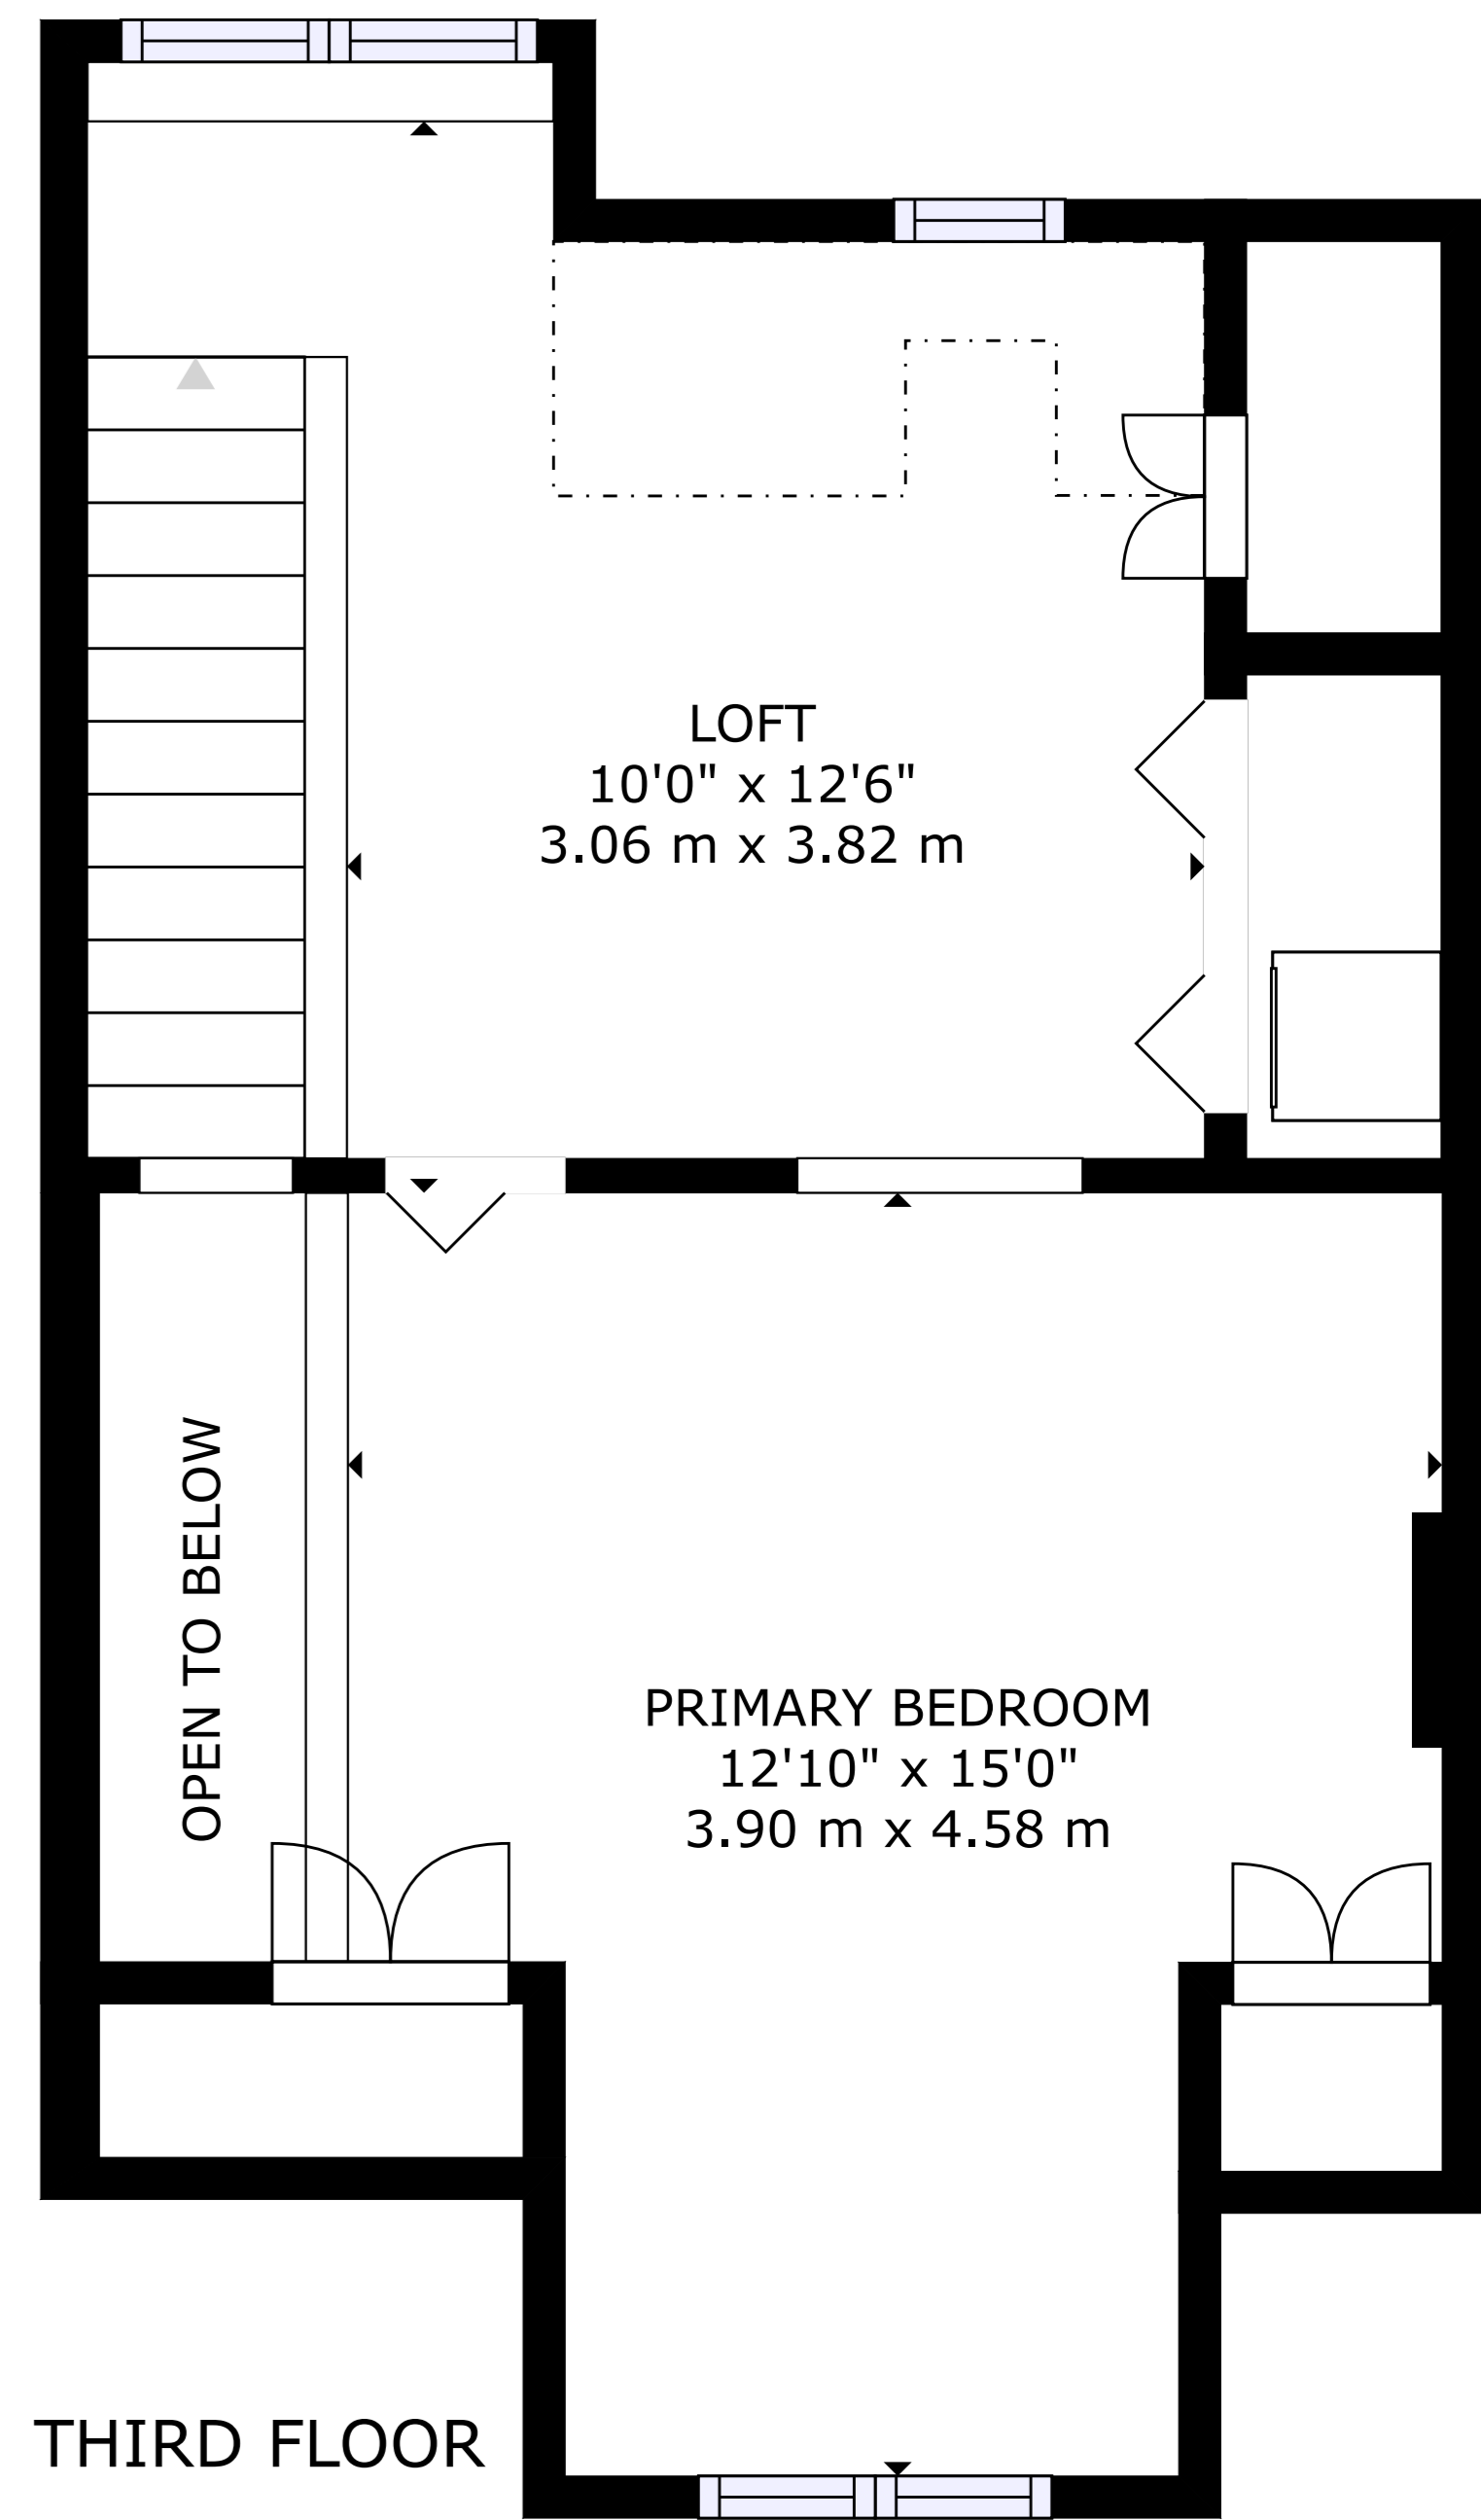 LOFT
10'0" x 12'6"
3.06 m x 3.82 m
OPEN TO BELOW
PRIMARY BEDROOM
12'10" x 15'0"
3.90 m x 4.58 m
THIRD FLOOR